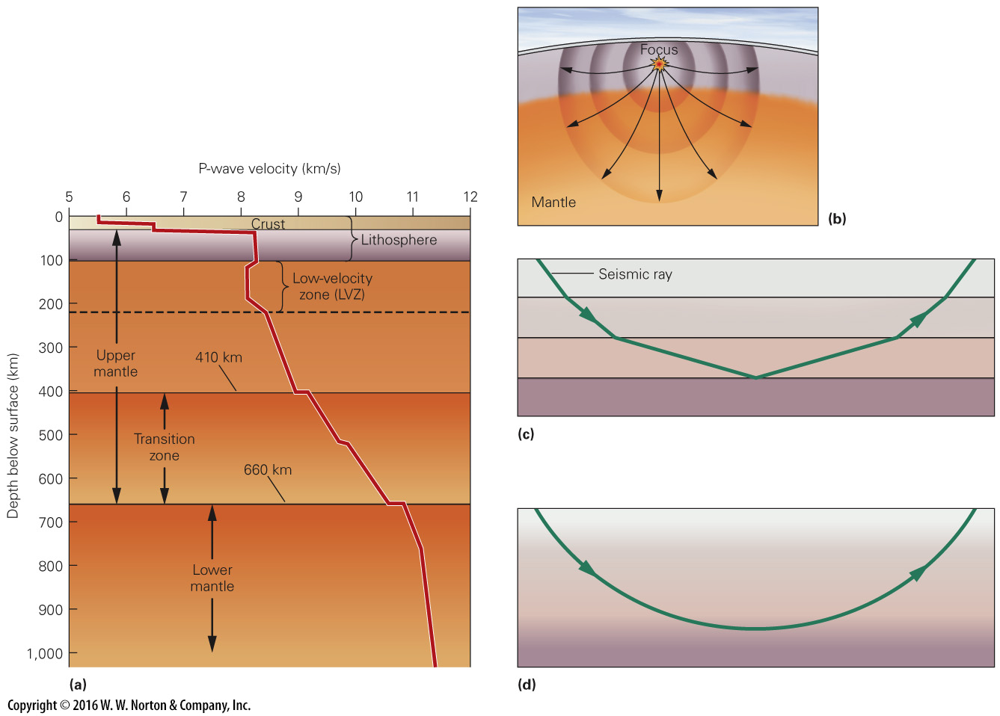 P-wave velocity (km/s)
5 6 7 8 9 10 11 12
Depth below surface (km)
0
100
200
300
400
500
600
700
800
900
1,000
Crust
Lithosphere
Low-velocity
zone (LVZ)
Upper
mantle
410 km
Transition
zone
660 km
Lower
mantle
(a)
Focus
Mantle
(b)
Seismic ray
(c)
(d)
Copyright © 2016 W. W. Norton & Company, Inc.